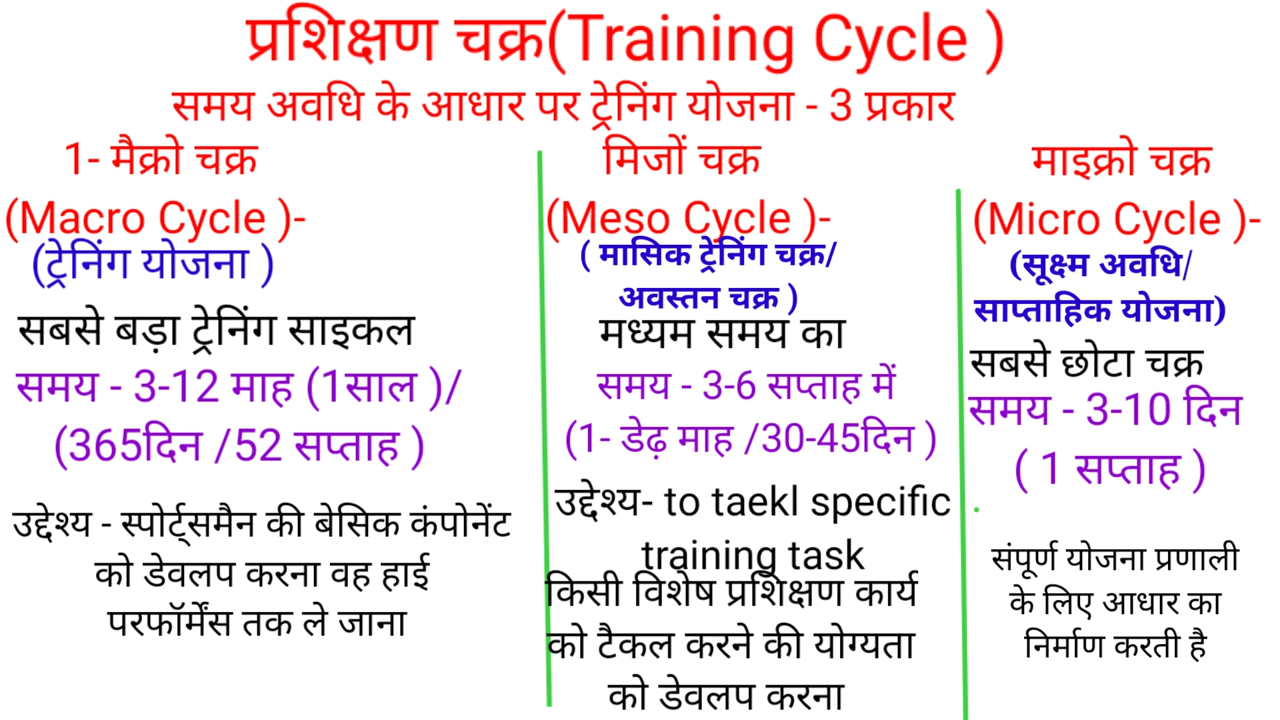 प्रशिक्षण चक्र(Training Cycle )
समय अवधि के आधार पर ट्रेनिंग योजना - 3 प्रकार
1- मैक्रो चक्र
(Macro Cycle )-
(ट्रेनिंग योजना )
सबसे बड़ा ट्रेनिंग साइकल
समय - 3-12 माह (1साल )/
(365दिन /52 सप्ताह )
उद्देश्य - स्पोर्ट्समैन की बेसिक कंपोनेंट
को डेवलप करना वह हाई
परफॉर्मेंस तक ले जाना
मिजों चक्र
(Meso Cycle )-
( मासिक ट्रेनिंग चक्र/
अवस्तन चक्र )
मध्यम समय का
समय - 3-6 सप्ताह में
(1- डेढ़ माह /30-45दिन )
उद्देश्य- to taekl specific
training task
किसी विशेष प्रशिक्षण कार्य
को टैकल करने की योग्यता
को डेवलप करना
माइक्रो चक्र
(Micro Cycle )-
(सूक्ष्म अवधि/
साप्ताहिक योजना)
सबसे छोटा चक्र
समय - 3-10 दिन
( 1 सप्ताह )
संपूर्ण योजना प्रणाली
के लिए आधार का
निर्माण करती है